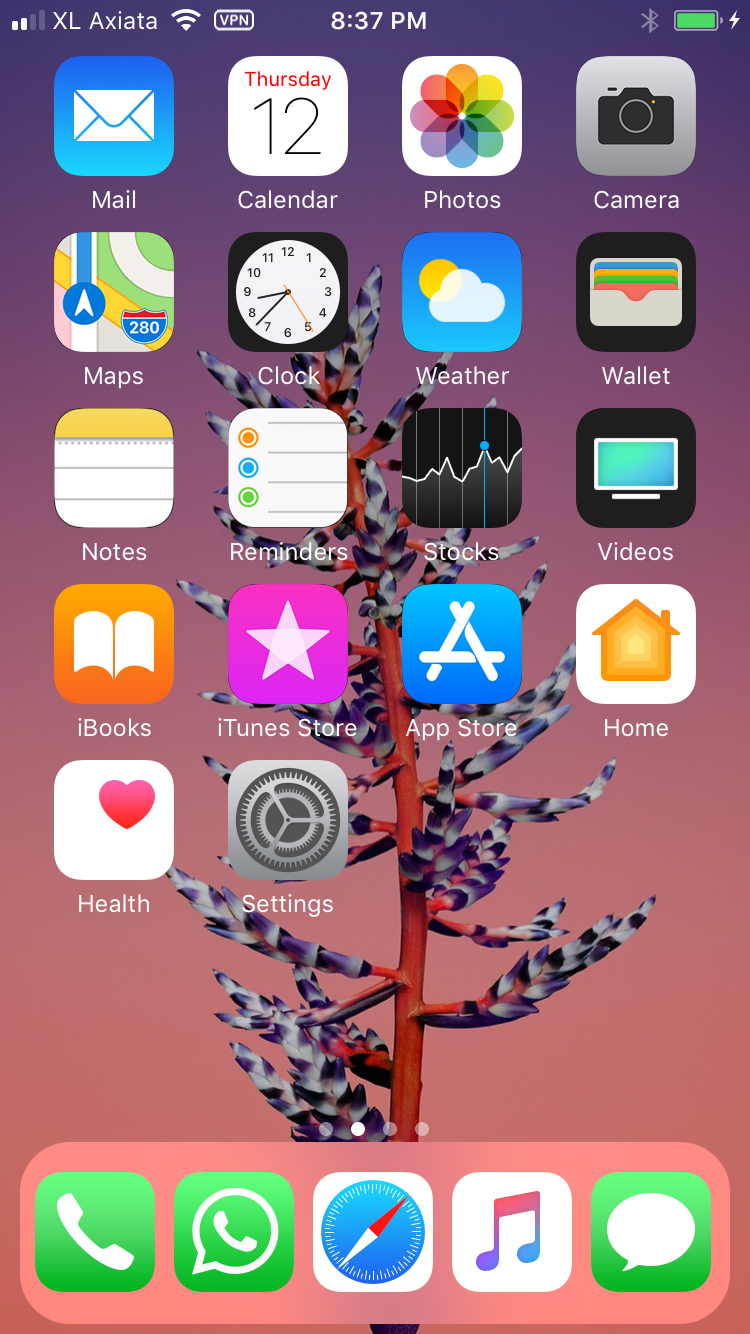 XL Axiata VPN 8:37 PM
Thursday
12
Mail Calendar Photos Camera
12
11 1
10 2
9 3
8 4
7 5
6
280
Maps Clock Weather Wallet
Notes Reminders Stocks Videos
iBooks iTunes Store App Store Home
Health Settings